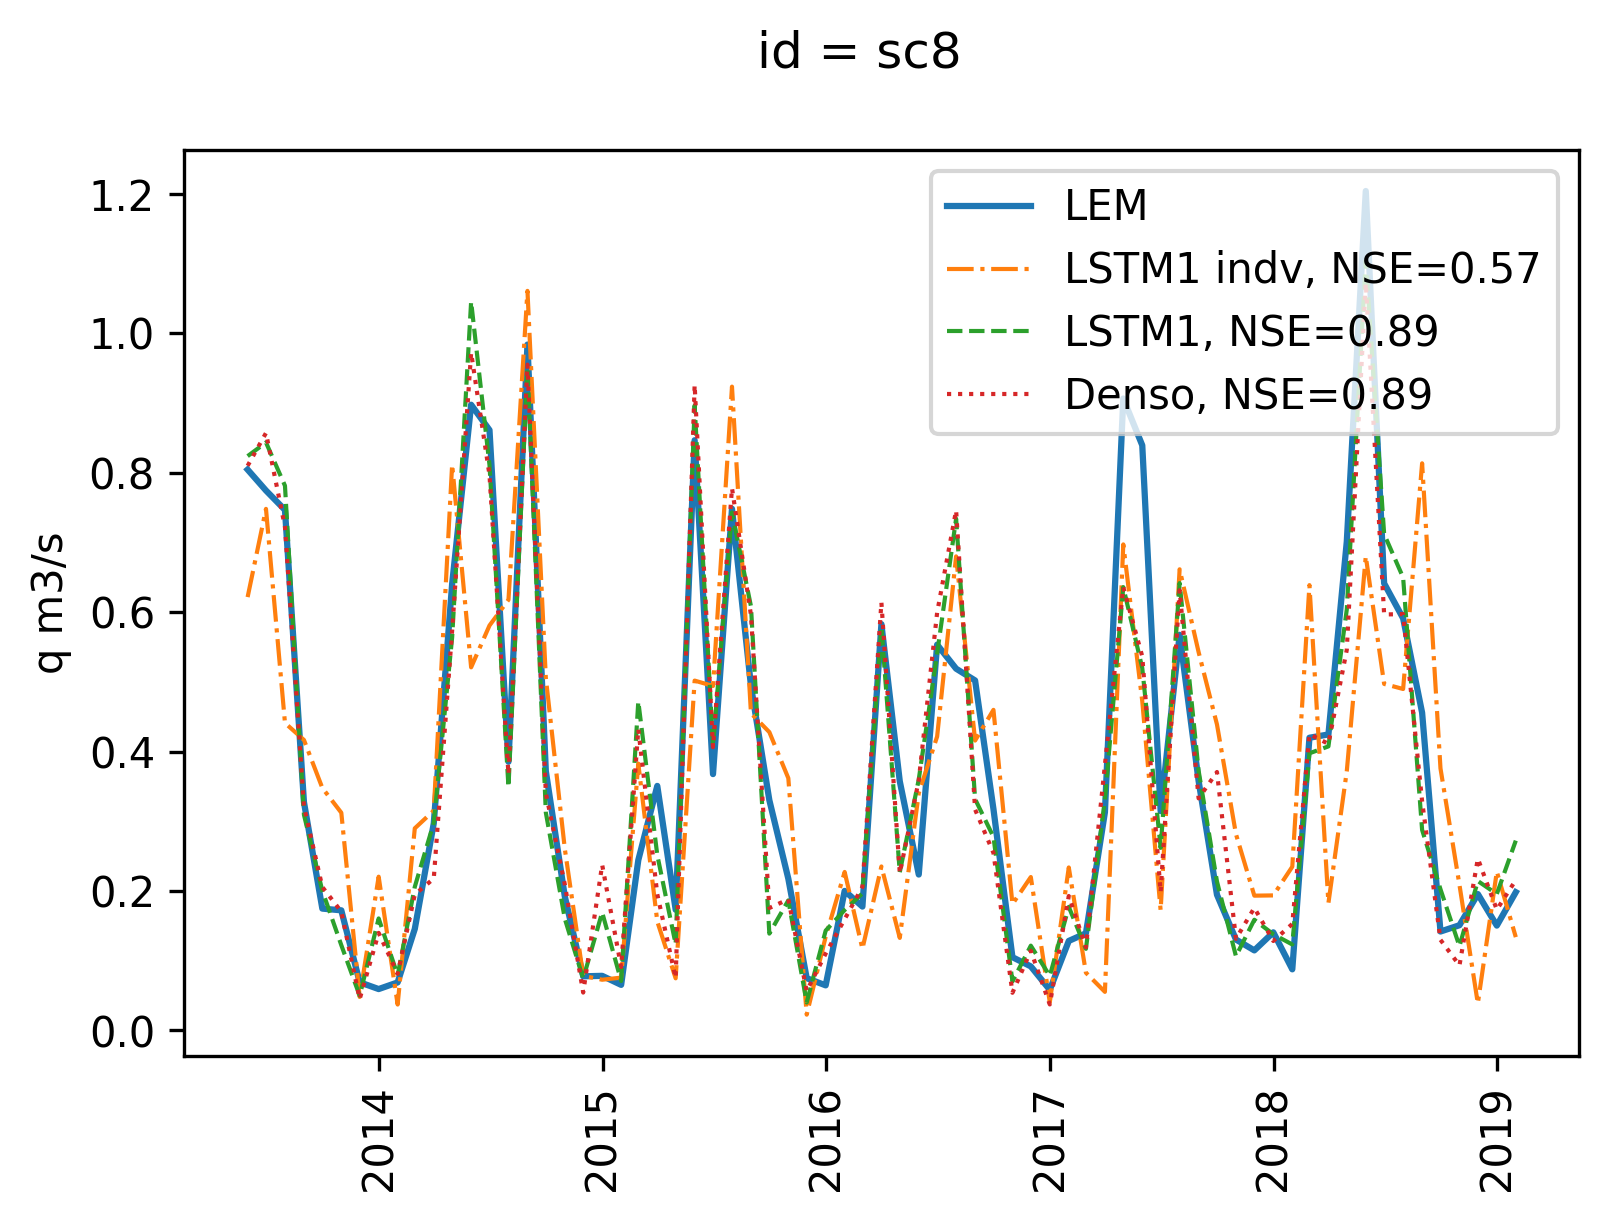 id = sc8
LEM
LSTM1 indv, NSE=0.57
LSTM1, NSE=0.89
Denso, NSE=0.89
q m3/s
1.2
1.0
0.8
0.6
0.4
0.2
0.0
2014
2015
2016
2017
2018
2019